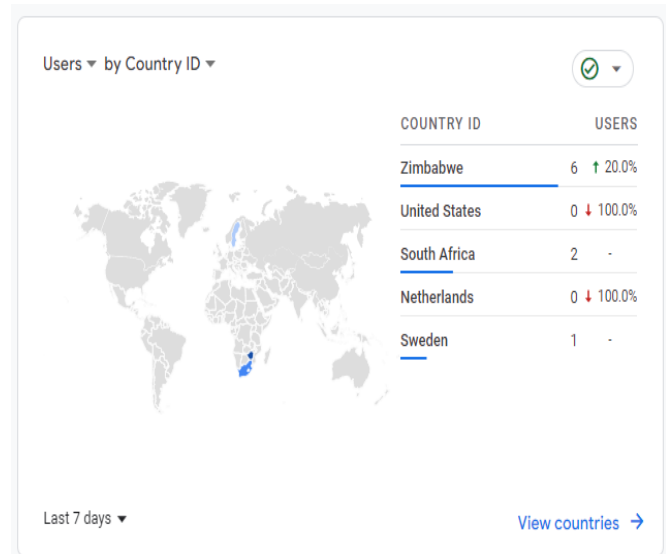 Users by Country ID
COUNTRY ID USERS
Zimbabwe 6 ↑ 20.0%
United States 0 ↓ 100.0%
South Africa 2 -
Netherlands 0 ↓ 100.0%
Sweden 1 -
Last 7 days
View countries →